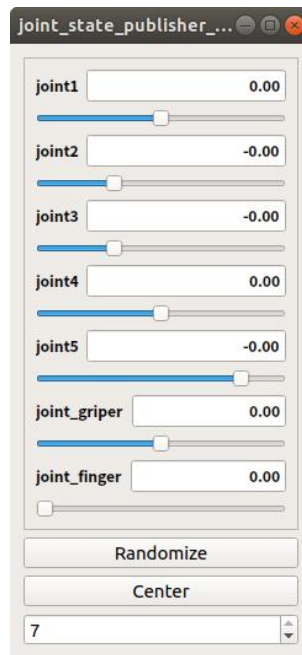 joint_state_publisher_...
joint1 0.00
joint2 -0.00
joint3 -0.00
joint4 0.00
joint5 -0.00
joint_griper 0.00
joint_finger 0.00
Randomize
Center
7